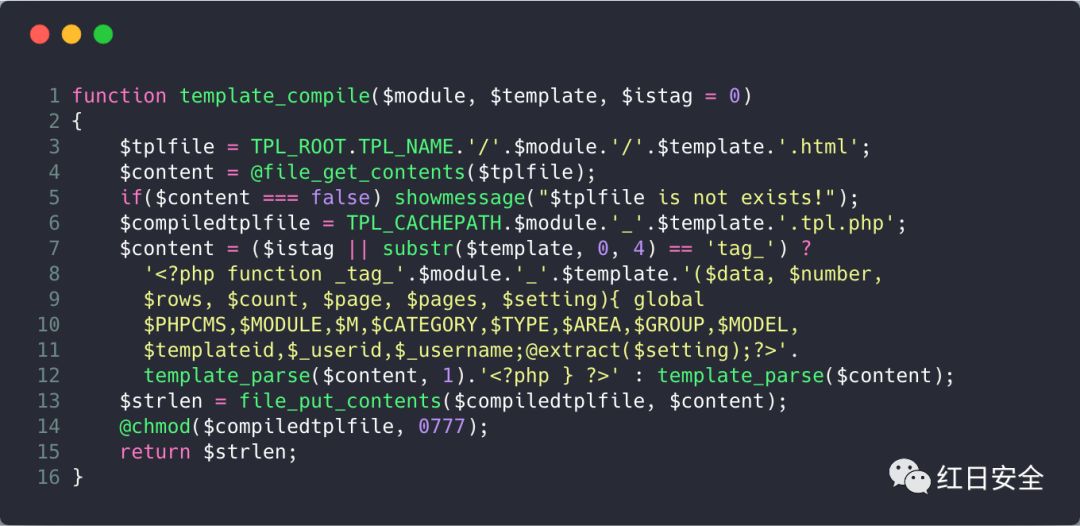 1 function template_compile($module, $template, $istag = 0)
2 {
3     $tplfile = TPL_ROOT.TPL_NAME.'/'.$module.'/'.$template.'.html';
4     $content = @file_get_contents($tplfile);
5     if($content === false) showmessage("$tplfile is not exists!");
6     $compiledtplfile = TPL_CACHEPATH.$module.'_'.$template.'.tpl.php';
7     $content = ($istag || substr($template, 0, 4) == 'tag_') ?
8       '<?php function _tag_'.$module.'_'.$template.'($data, $number,
9       $rows, $count, $page, $pages, $setting){ global
10       $PHPCMS,$MODULE,$M,$CATEGORY,$TYPE,$AREA,$GROUP,$MODEL,
11       $templateid,$_userid,$_username;@extract($setting);?>'.
12       template_parse($content, 1).'<?php } ?>' : template_parse($content);
13     $strlen = file_put_contents($compiledtplfile, $content);
14     @chmod($compiledtplfile, 0777);
15     return $strlen;
16 }
红日安全